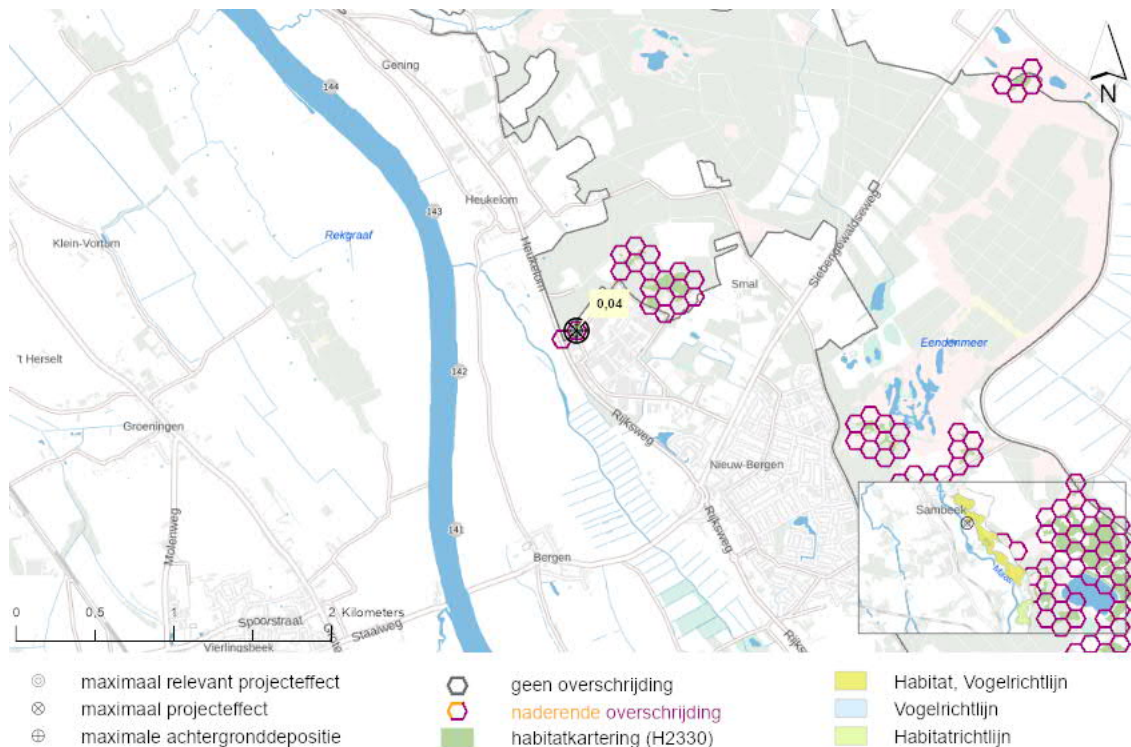 144
Gening
N
143
Heukelom
Klein-Vortum
Rekgraaf
Heukelom
Siebengewaldseweg
Smal
0,04
't Herselt
142
Eendenmeer
Groeningen
Rijksweg
Nieuw-Bergen
Sambeek
Rijksweg
Molenweg
141
Bergen
Maas
0 0,5 1 2 Kilometers
Spoorstraat
Staaiweg
Vierlingsbeek
maximaal relevant projecteffect
maximaal projecteffect
maximale achtergronddepositie
geen overschrijding
naderende overschrijding
habitatkartering (H2330)
Habitat, Vogelrichtlijn
Vogelrichtlijn
Habitatrichtlijn